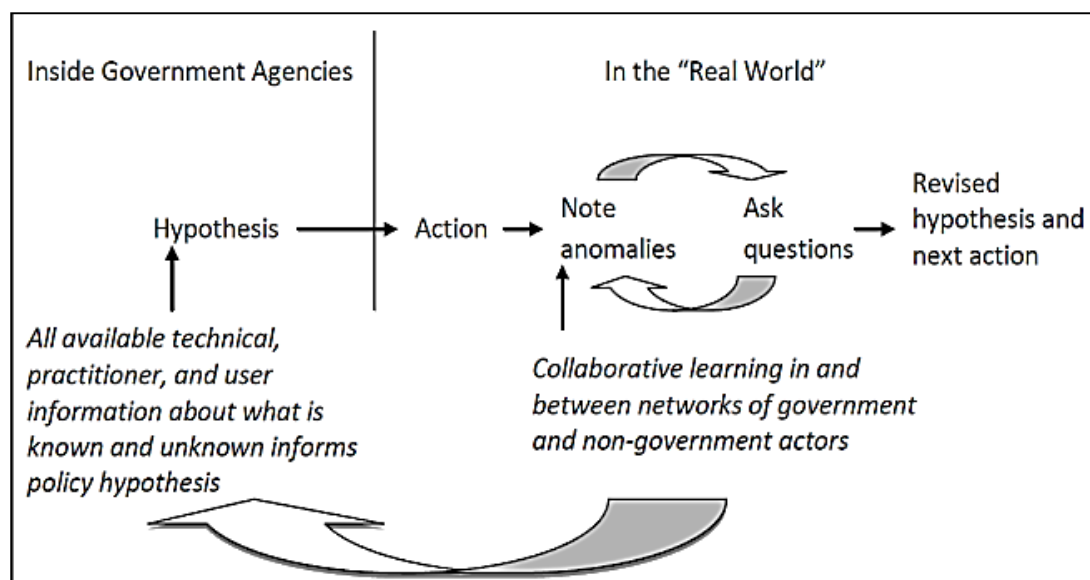 Inside Government Agencies
In the “Real World”
Hypothesis
Action
Note
anomalies
Ask
questions
Revised
hypothesis and
next action
All available technical,
practitioner, and user
information about what is
known and unknown informs
policy hypothesis
Collaborative learning in and
between networks of government
and non-government actors